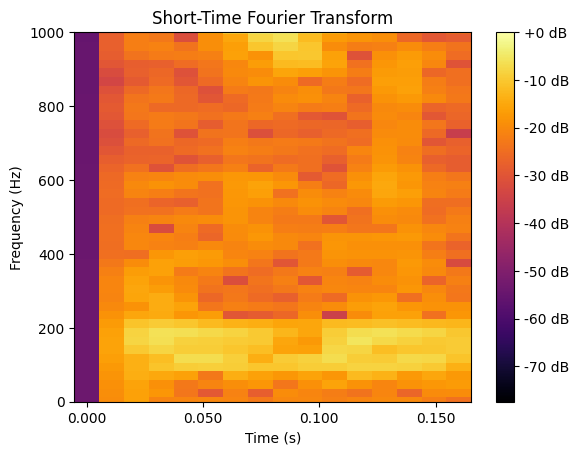 Short-Time Fourier Transform
1000
800
600
400
200
0
Frequency (Hz)
0.000
0.050
0.100
0.150
Time (s)
+0 dB
-10 dB
-20 dB
-30 dB
-40 dB
-50 dB
-60 dB
-70 dB